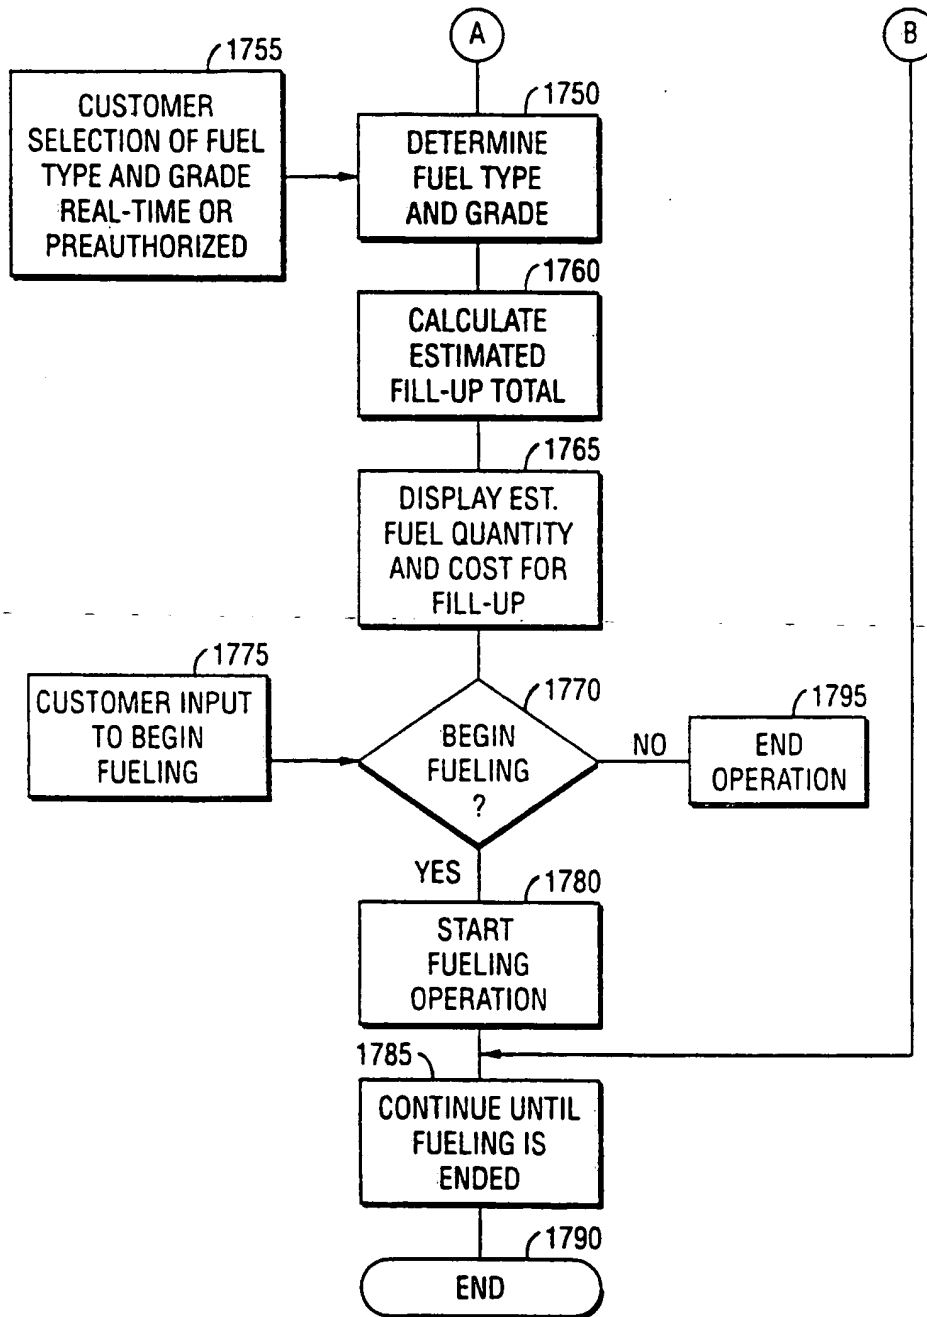 A
B
1755
CUSTOMER
SELECTION OF FUEL
TYPE AND GRADE
REAL-TIME OR
PREAUTHORIZED
1750
DETERMINE
FUEL TYPE
AND GRADE
1760
CALCULATE
ESTIMATED
FILL-UP TOTAL
1765
DISPLAY EST.
FUEL QUANTITY
AND COST FOR
FILL-UP
1775
CUSTOMER INPUT
TO BEGIN
FUELING
1770
BEGIN
FUELING
?
NO
1795
END
OPERATION
YES
1780
START
FUELING
OPERATION
1785
CONTINUE UNTIL
FUELING IS
ENDED
1790
END